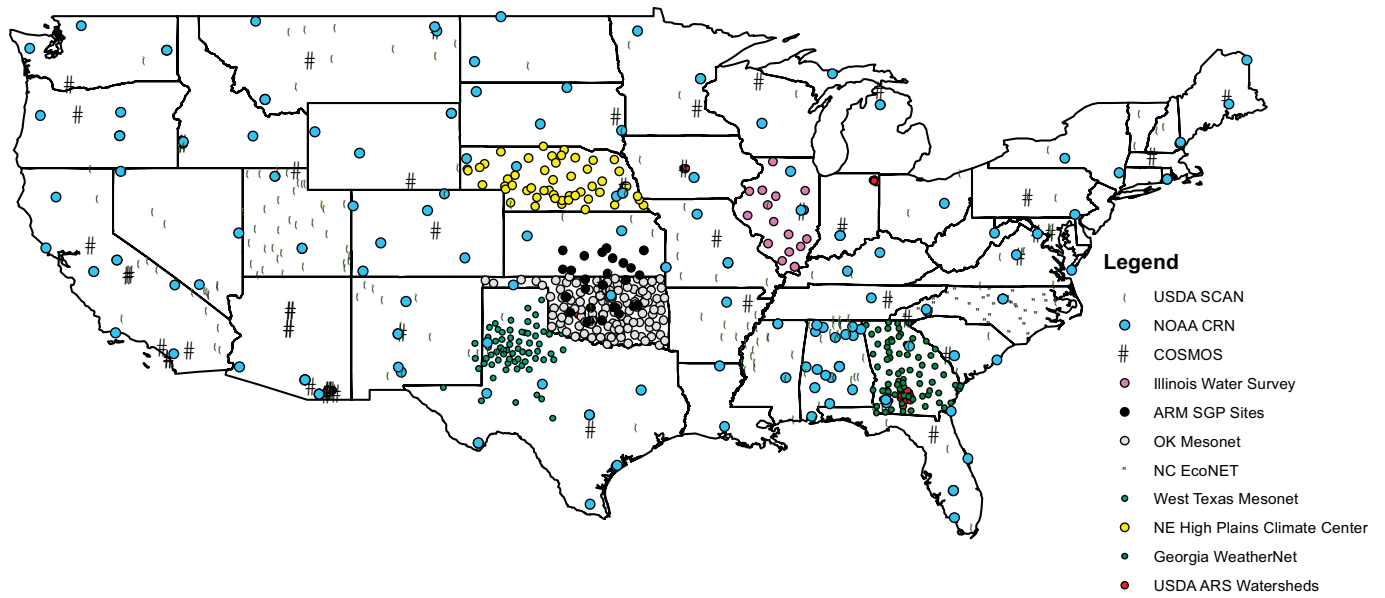 Legend
USDA SCAN
NOAA CRN
COSMOS
Illinois Water Survey
ARM SGP Sites
OK Mesonet
NC EcoNET
West Texas Mesonet
NE High Plains Climate Center
Georgia WeatherNet
USDA ARS Watersheds